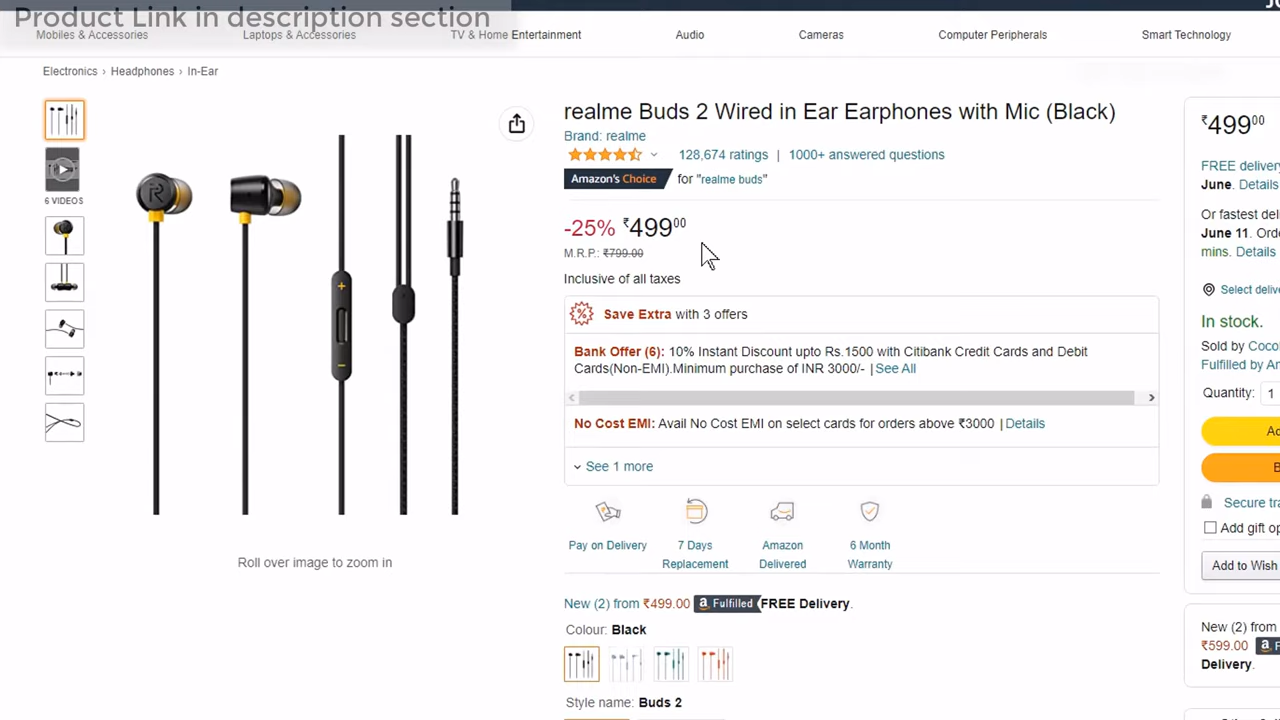 Product Link in description section
Mobiles & Accessories Laptops & Accessories TV & Home Entertainment Audio Cameras Computer Peripherals Smart Technology
Electronics › Headphones › In-Ear
realme Buds 2 Wired in Ear Earphones with Mic (Black)
Brand: realme
128,674 ratings | 1000+ answered questions
Amazon's Choice for "realme buds"
-25% ₹499 00
M.R.P.: ₹799.00
Inclusive of all taxes
6 VIDEOS
R
+
Save Extra with 3 offers
Bank Offer (6): 10% Instant Discount upto Rs.1500 with Citibank Credit Cards and Debit
Cards(Non-EMI).Minimum purchase of INR 3000/- | See All
No Cost EMI: Avail No Cost EMI on select cards for orders above ₹3000 | Details
See 1 more
Pay on Delivery
7 Days
Replacement
Amazon
Delivered
6 Month
Warranty
Roll over image to zoom in
New (2) from ₹499.00 a Fulfilled FREE Delivery.
Colour: Black
Style name: Buds 2
₹499 00
FREE delivery
June. Details
Or fastest del
June 11. Ord
mins. Details
Select delive
In stock.
Sold by Coco
Fulfilled by Am
Quantity: 1
Ad
B
Secure tra
Add gift op
Add to Wish
New (2) from
₹599.00 a F
Delivery.